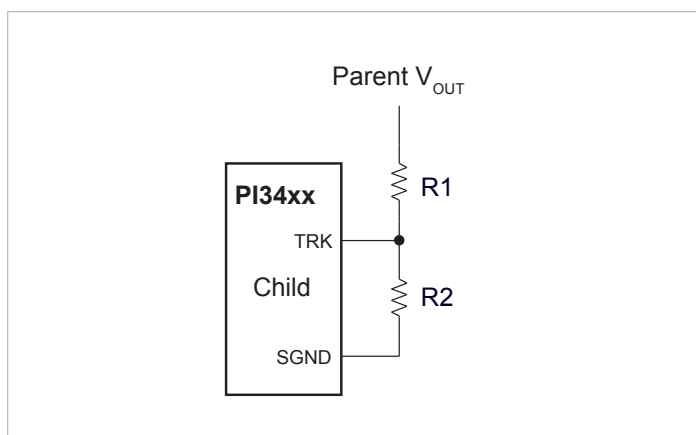 Parent VOUT
R1
PI34xx
TRK
Child
R2
SGND